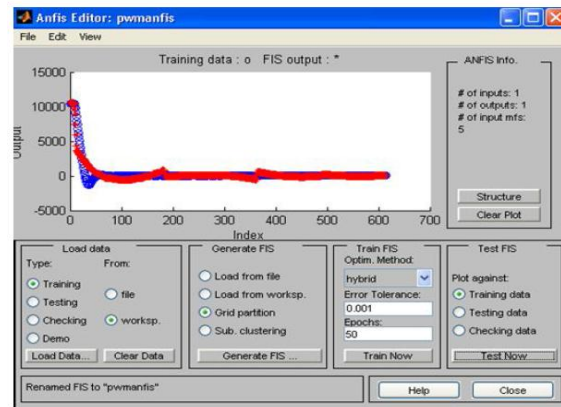 Anfis Editor: pwmanfis
File Edit View
Training data : o FIS output : *
15000
10000
5000
0
-5000
Output
0 100 200 300 400 500 600 700
Index
ANFIS Info.
# of inputs: 1
# of outputs: 1
# of input mfs:
5
Structure
Clear Plot
Load data
Type: From:
Training
Testing
Checking
Demo
file
worksp.
Load Data... Clear Data
Generate FIS
Load from file
Load from worksp.
Grid partition
Sub. clustering
Generate FIS ...
Train FIS
Optim. Method:
hybrid
Error Tolerance:
0.001
Epochs:
50
Train Now
Test FIS
Plot against:
Training data
Testing data
Checking data
Test Now
Renamed FIS to "pwmanfis"
Help Close